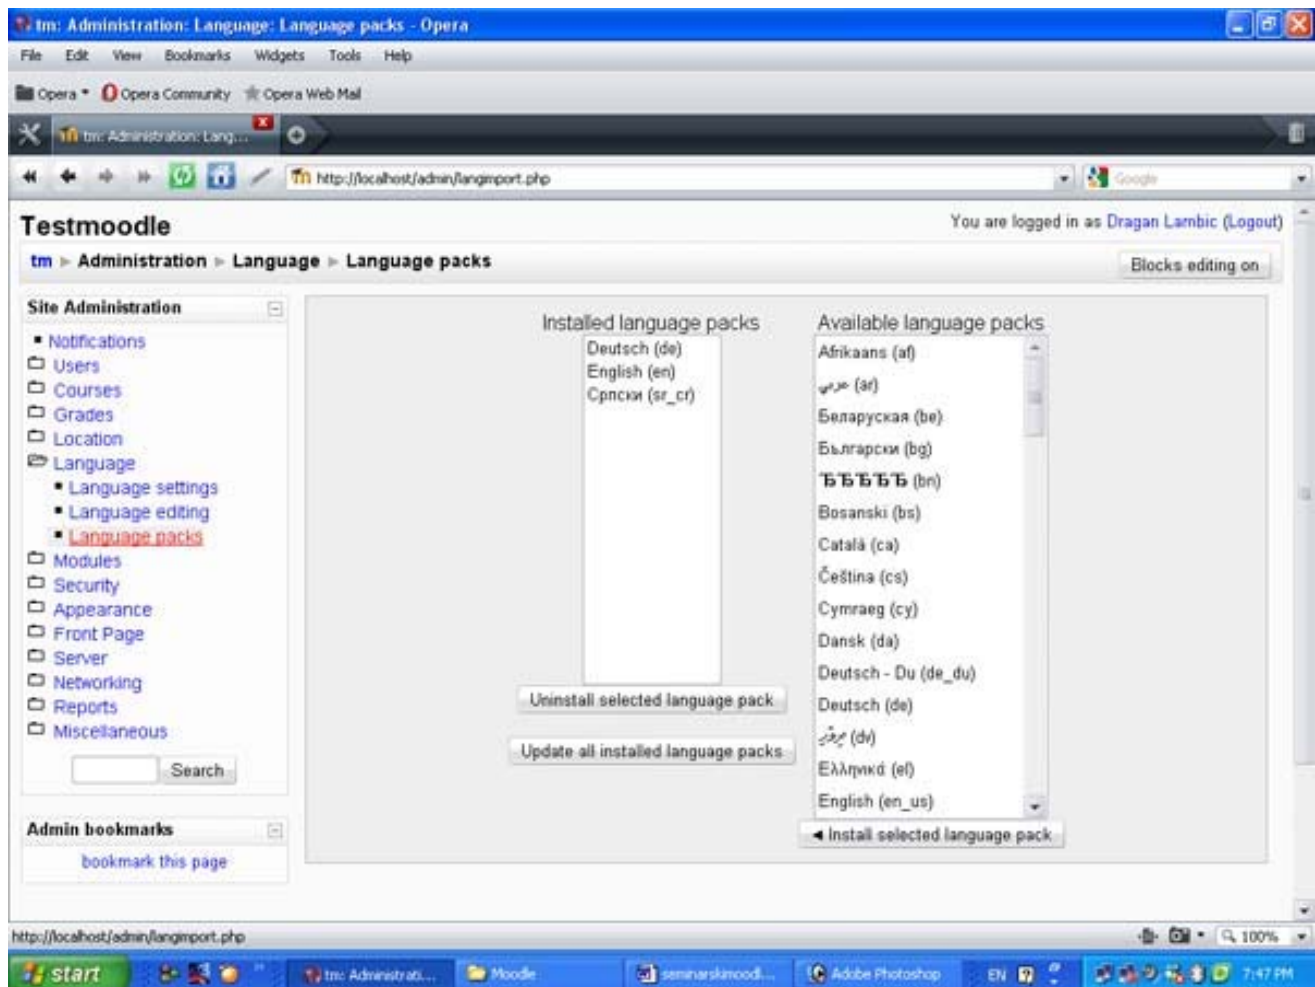 tm: Administration: Language: Language packs - Opera
File Edit View Bookmarks Widgets Tools Help
Opera Opera Community Opera Web Mail
tm: Administration: Lang...
http://localhost/admin/langimport.php Google
Testmoodle
You are logged in as Dragan Lambic (Logout)
tm ► Administration ► Language ► Language packs
Blocks editing on
Site Administration
Notifications
Users
Courses
Grades
Location
Language
Language settings
Language editing
Language packs
Modules
Security
Appearance
Front Page
Server
Networking
Reports
Miscellaneous
Search
Admin bookmarks
bookmark this page
Installed language packs
Deutsch (de)
English (en)
Српски (sr_cr)
Uninstall selected language pack
Update all installed language packs
Available language packs
Afrikaans (af)
عربي (ar)
Беларуская (be)
Български (bg)
ЂЂЂЂЂ (bn)
Bosanski (bs)
Català (ca)
Čeština (cs)
Cymraeg (cy)
Dansk (da)
Deutsch - Du (de_du)
Deutsch (de)
(dv)
Ελληνικά (el)
English (en_us)
◄ Install selected language pack
http://localhost/admin/langimport.php
100%
start
tm: Administrati...
Moodle
seminarskimoodl...
Adobe Photoshop
EN
7:47 PM